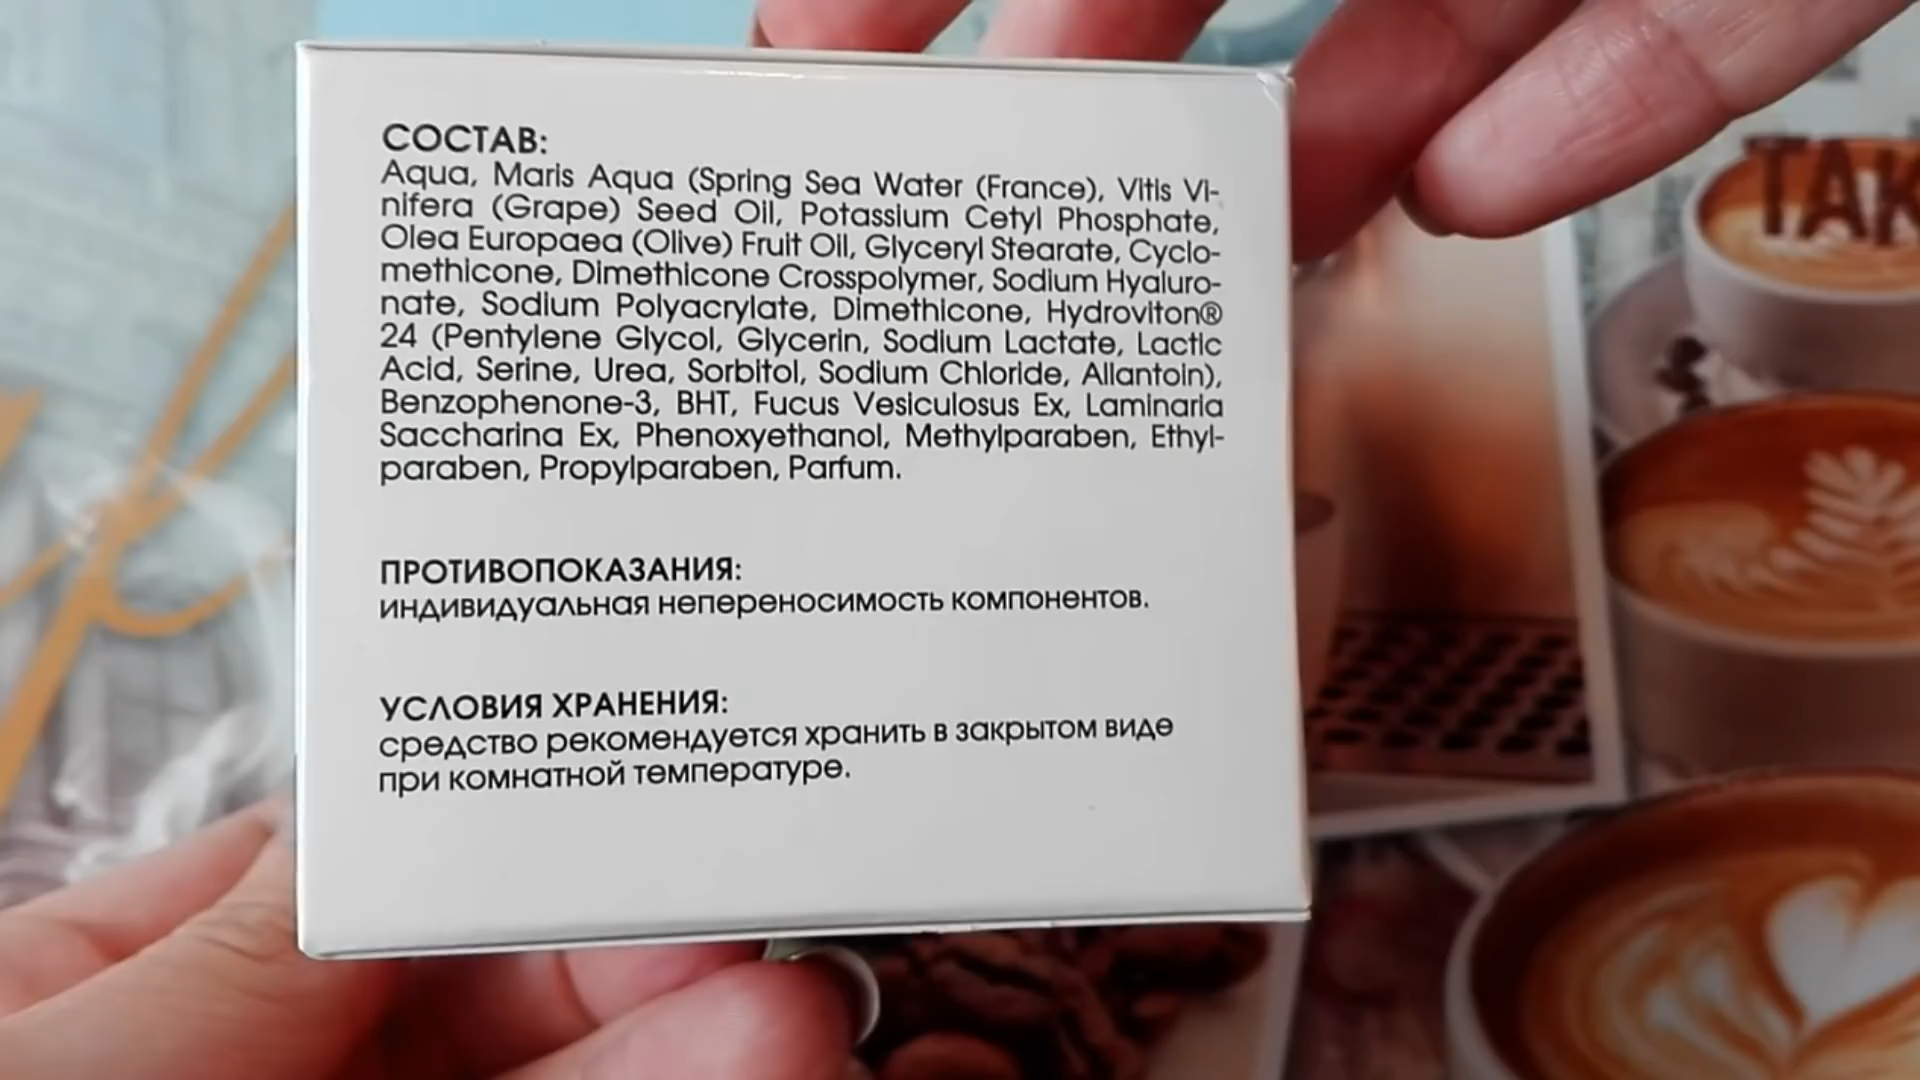 СОСТАВ:
Aqua, Maris Aqua (Spring Sea Water (France), Vitis Vi-
nifera (Grape) Seed Oil, Potassium Cetyl Phosphate,
Olea Europaea (Olive) Fruit Oil, Glyceryl Stearate, Cyclo-
methicone, Dimethicone Crosspolymer, Sodium Hyaluro-
nate, Sodium Polyacrylate, Dimethicone, Hydroviton®
24 (Pentylene Glycol, Glycerin, Sodium Lactate, Lactic
Acid, Serine, Urea, Sorbitol, Sodium Chloride, Allantoin),
Benzophenone-3, BHT, Fucus Vesiculosus Ex, Laminaria
Saccharina Ex, Phenoxyethanol, Methylparaben, Ethyl-
paraben, Propylparaben, Parfum.
ПРОТИВОПОКАЗАНИЯ:
индивидуальная непереносимость компонентов.
УСЛОВИЯ ХРАНЕНИЯ:
средство рекомендуется хранить в закрытом виде
при комнатной температуре.